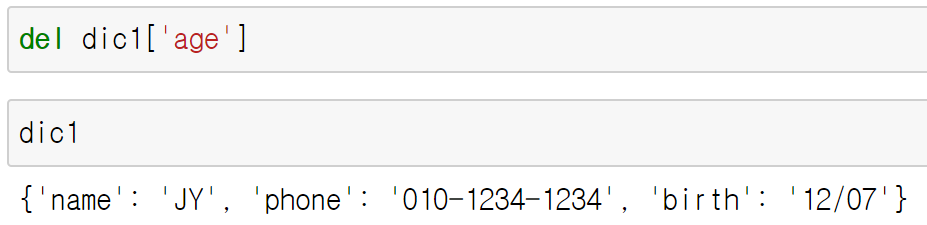 del dic1['age']
dic1
{'name': 'JY', 'phone': '010-1234-1234', 'birth': '12/07'}